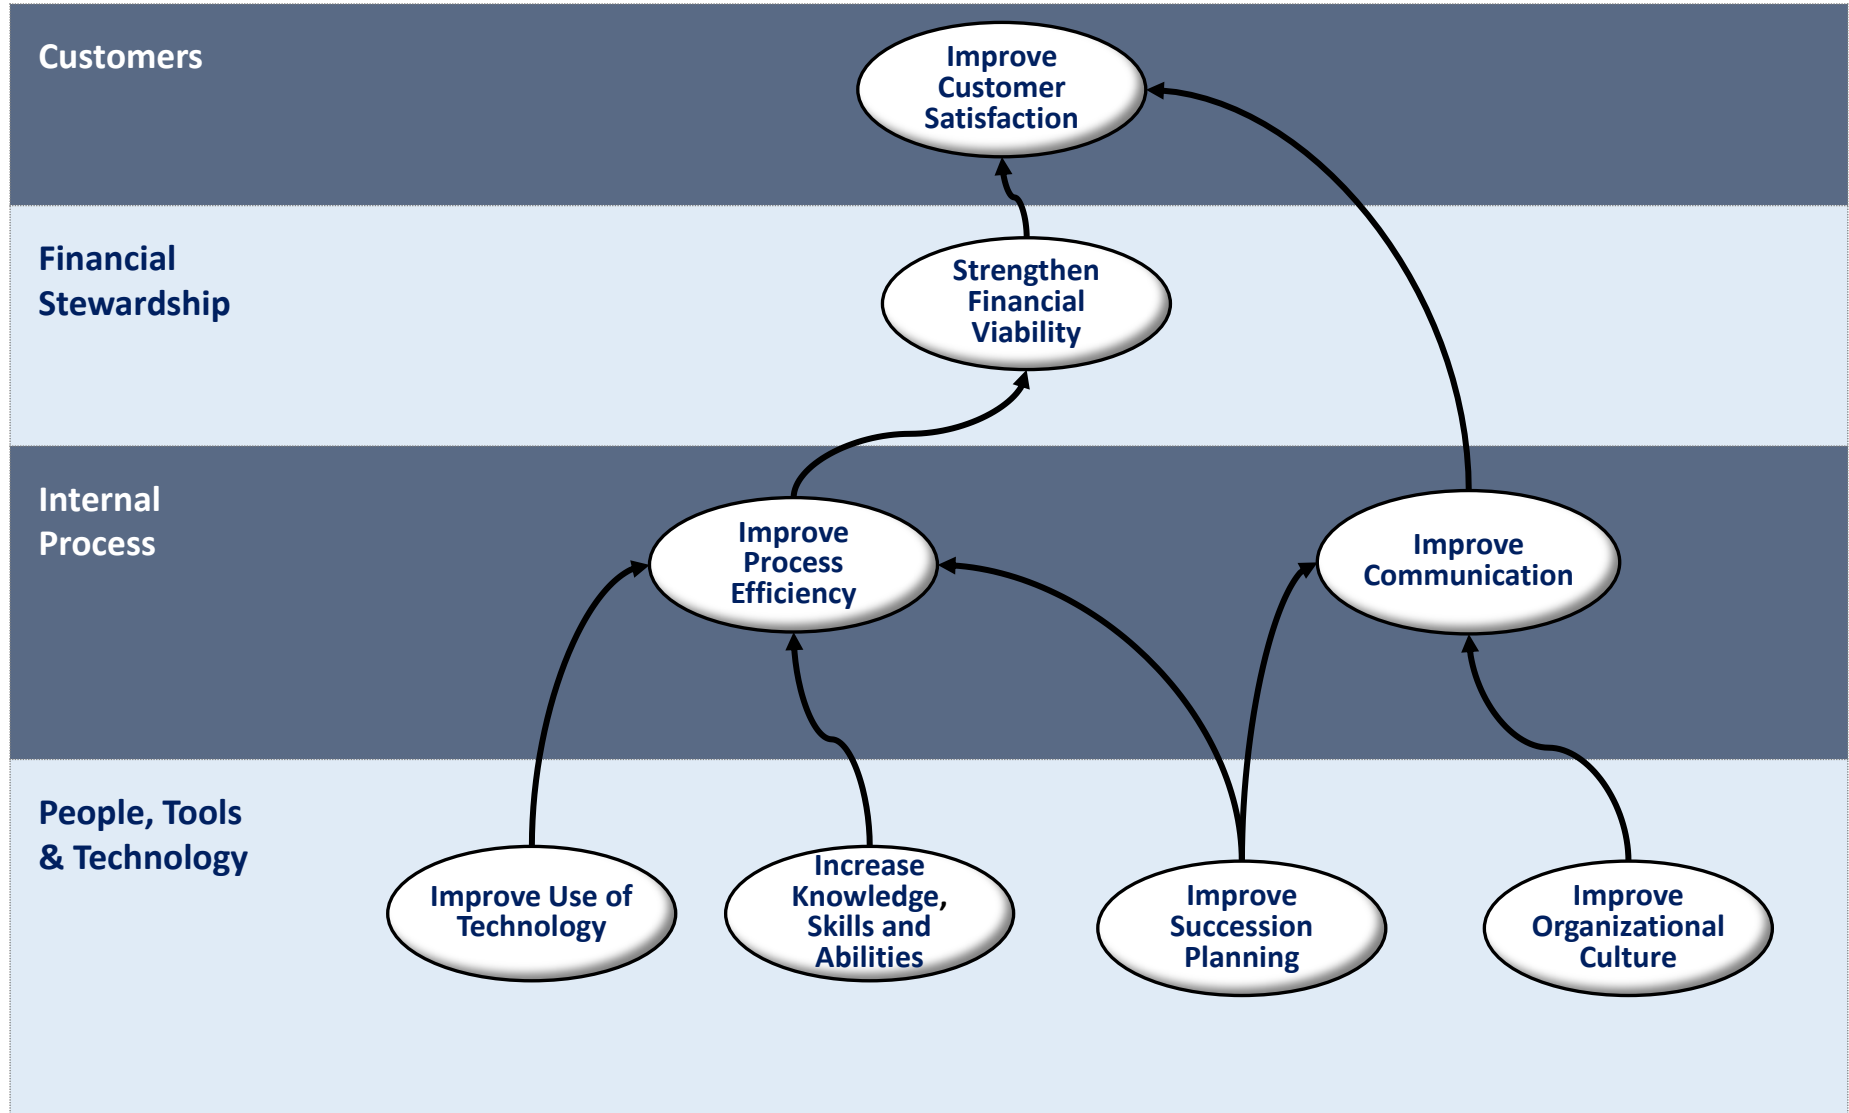 Customers
Improve
Customer
Satisfaction
Financial
Stewardship
Strengthen
Financial
Viability
Internal
Process
Improve
Process
Efficiency
Improve
Communication
People, Tools
& Technology
Improve Use of
Technology
Increase
Knowledge,
Skills and
Abilities
Improve
Succession
Planning
Improve
Organizational
Culture